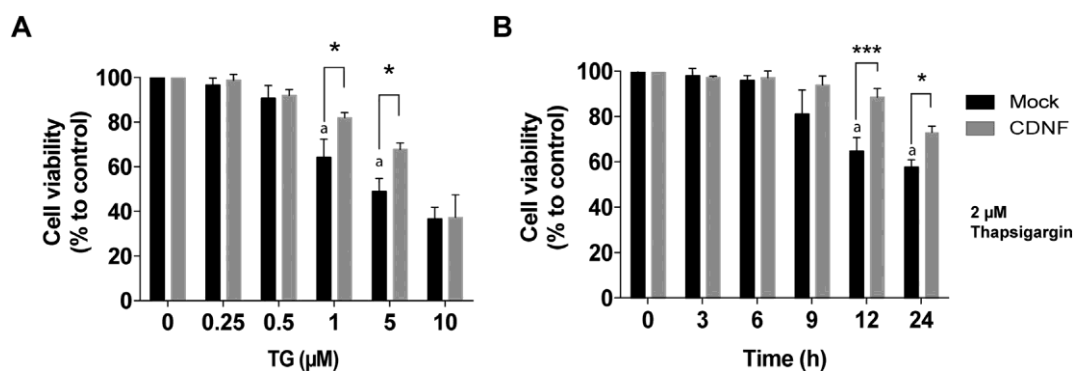 A
Cell viability
(% to control)
100
80
60
40
20
0
*
*
a
a
0 0.25 0.5 1 5 10
TG (µM)
B
Cell viability
(% to control)
100
80
60
40
20
0
***
*
a
a
0 3 6 9 12 24
Time (h)
Mock
CDNF
2 µM
Thapsigargin